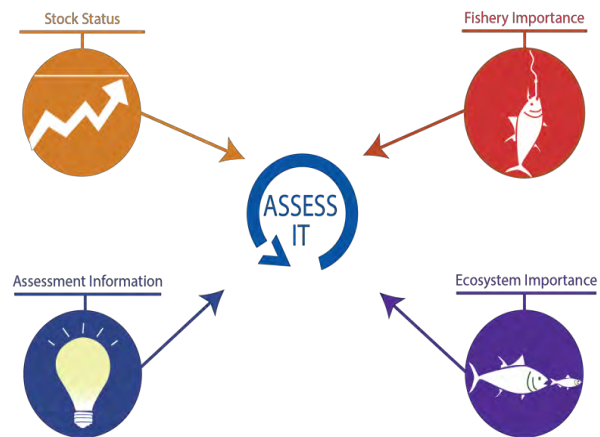 Stock Status
Fishery Importance
ASSESS
IT
Assessment Information
Ecosystem Importance